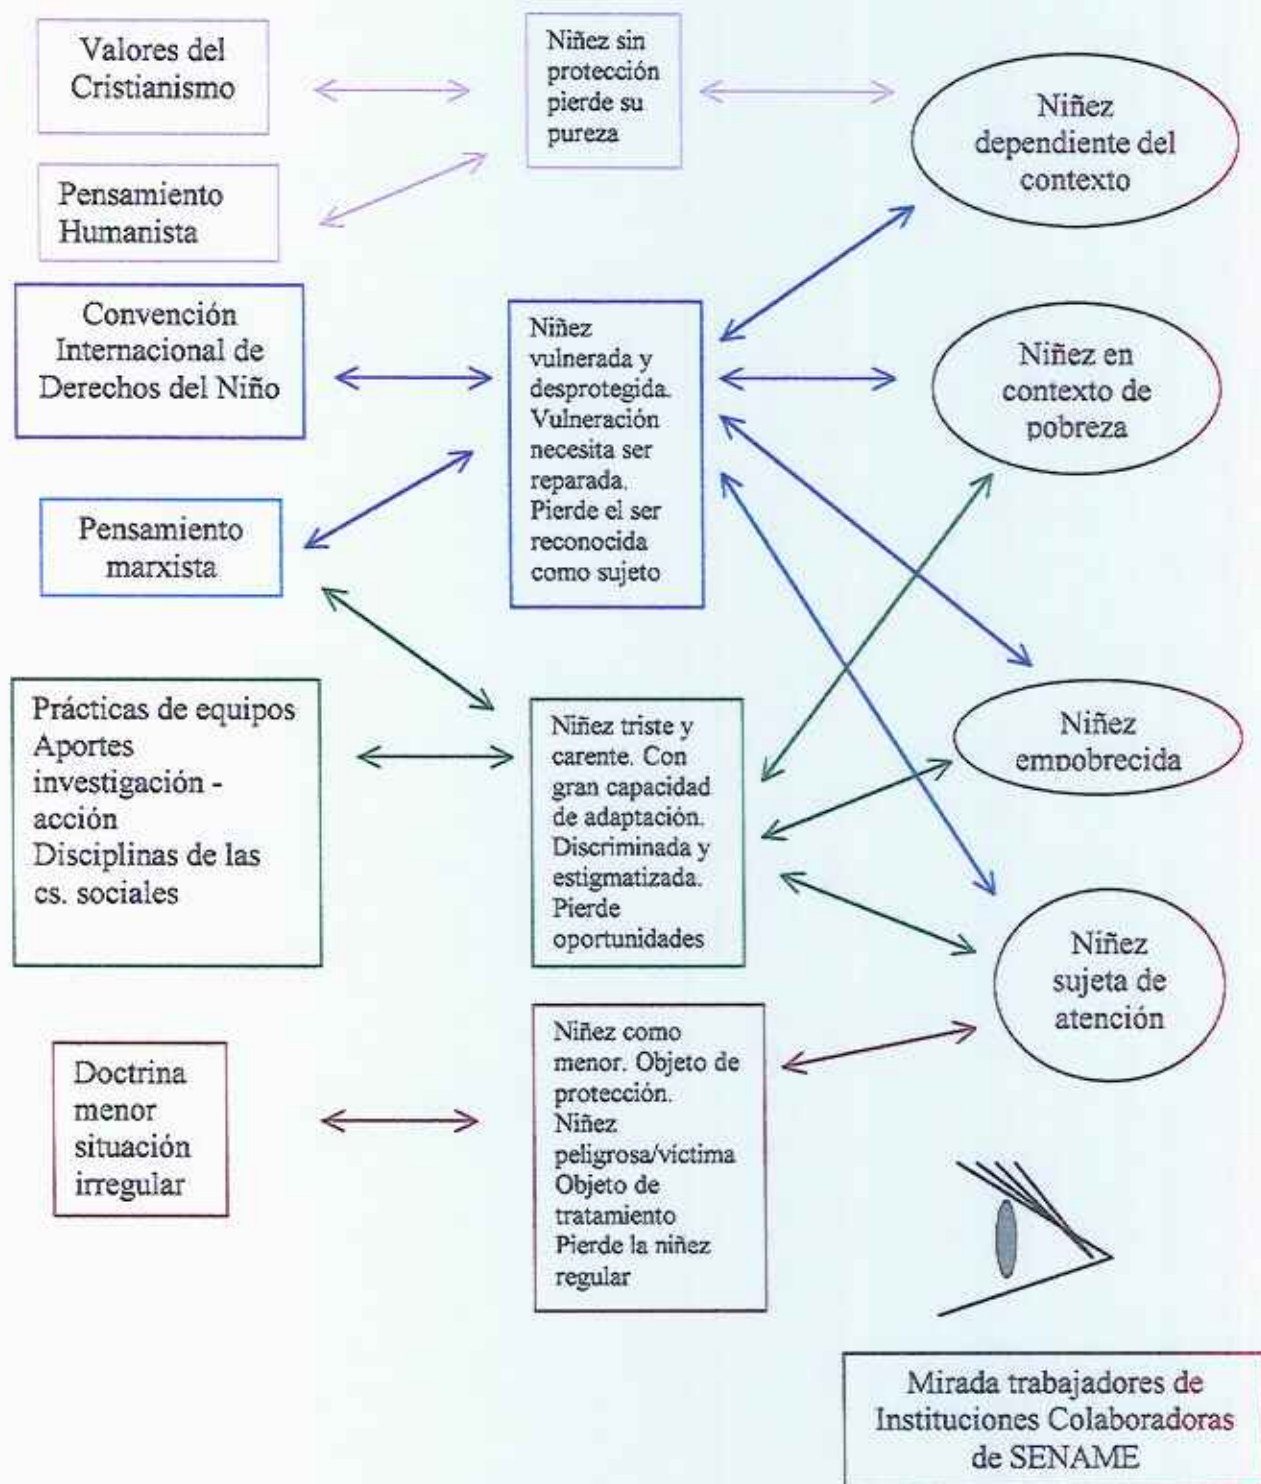 Valores del
Cristianismo
Niñez sin
protección
pierde su
pureza
Niñez
dependiente del
contexto
Pensamiento
Humanista
Convención
Internacional de
Derechos del Niño
Niñez
vulnerada y
desprotegida.
Vulneración
necesita ser
reparada.
Pierde el ser
reconocida
como sujeto
Niñez en
contexto de
pobreza
Pensamiento
marxista
Prácticas de equipos
Aportes
investigación -
acción
Disciplinas de las
cs. sociales
Niñez triste y
carente. Con
gran capacidad
de adaptación.
Discriminada y
estigmatizada.
Pierde
oportunidades
Niñez
empobrecida
Niñez
sujeta de
atención
Doctrina
menor
situación
irregular
Niñez como
menor. Objeto de
protección.
Niñez
peligrosa/víctima
Objeto de
tratamiento
Pierde la niñez
regular
Mirada trabajadores de
Instituciones Colaboradoras
de SENAME